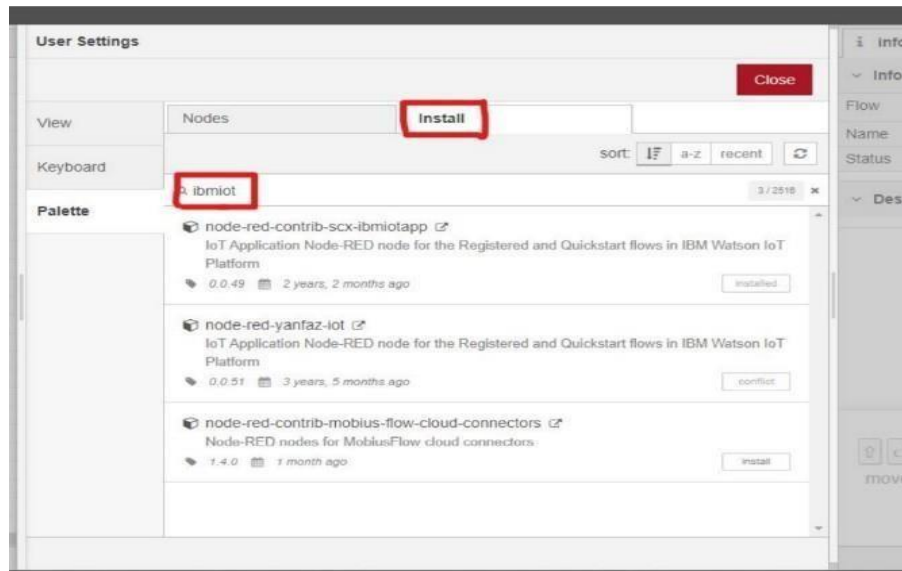 User Settings
Close
View
Keyboard
Palette
Nodes
Install
sort:
a-z
recent
ibmiot
3 / 2516
node-red-contrib-scx-ibmiotapp
IoT Application Node-RED node for the Registered and Quickstart flows in IBM Watson IoT
Platform
0.0.49
2 years, 2 months ago
installed
node-red-yanfaz-iot
IoT Application Node-RED node for the Registered and Quickstart flows in IBM Watson IoT
Platform
0.0.51
3 years, 5 months ago
conflict
node-red-contrib-mobius-flow-cloud-connectors
Node-RED nodes for MobiusFlow cloud connectors
1.4.0
1 month ago
install
info
Info
Flow
Name
Status
Des
move